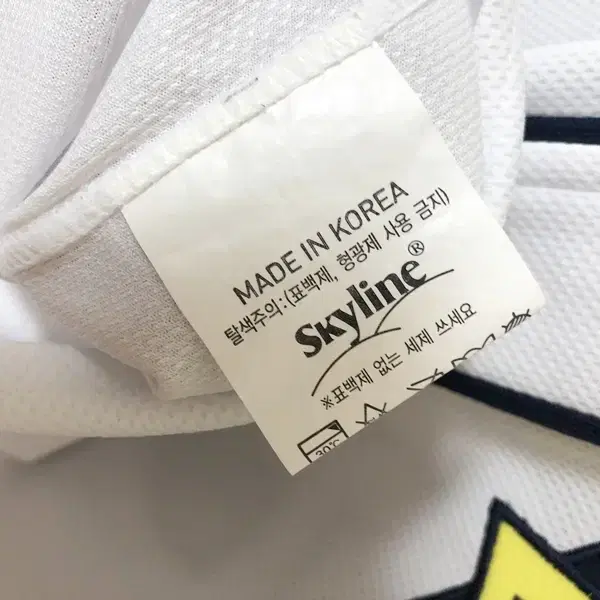 MADE IN KOREA
탈색주의:(표백제, 형광제 사용 금지)
Skyline®
※표백제 없는 세제 쓰세요
30℃